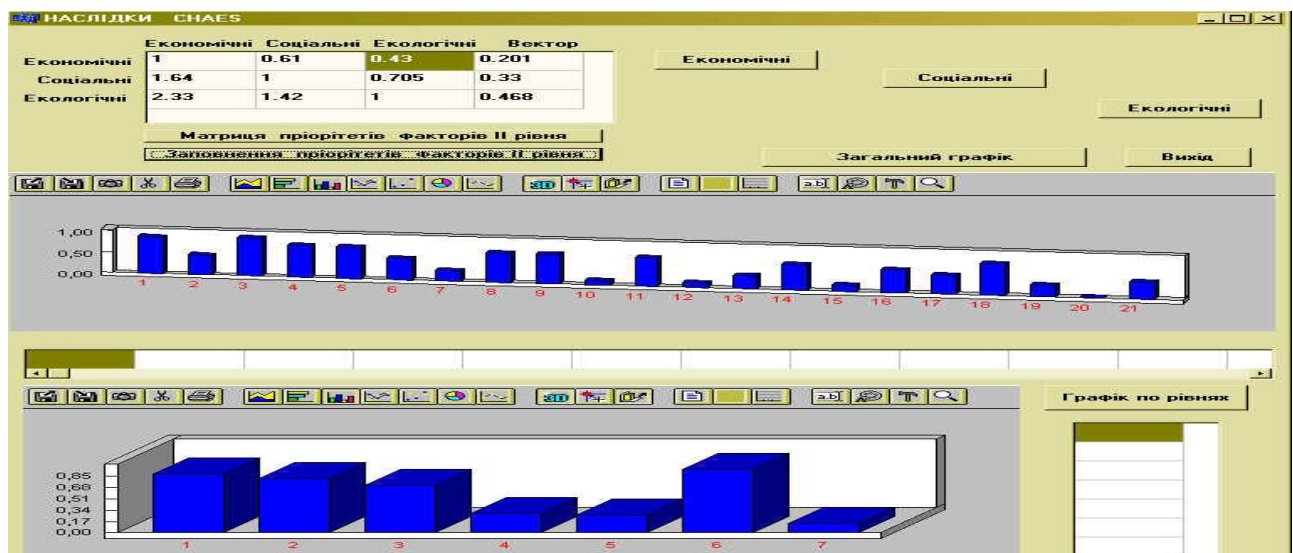 НАСЛІДКИ CHAES
Економічні Соціальні Екологічні Вектор
Економічні 1 0.61 0.43 0.201
Соціальні 1.64 1 0.705 0.33
Екологічні 2.33 1.42 1 0.468
Економічні
Соціальні
Екологічні
Матриця пріорітетів факторів II рівня
Заповнення пріорітетів факторів II рівня
Загальний графік Вихід
3D a.b T
1,00
0,50
0,00
1 2 3 4 5 6 7 8 9 10 11 12 13 14 15 16 17 18 19 20 21
3D a.b T
Графік по рівнях
0,85
0,68
0,51
0,34
0,17
0,00
1 2 3 4 5 6 7